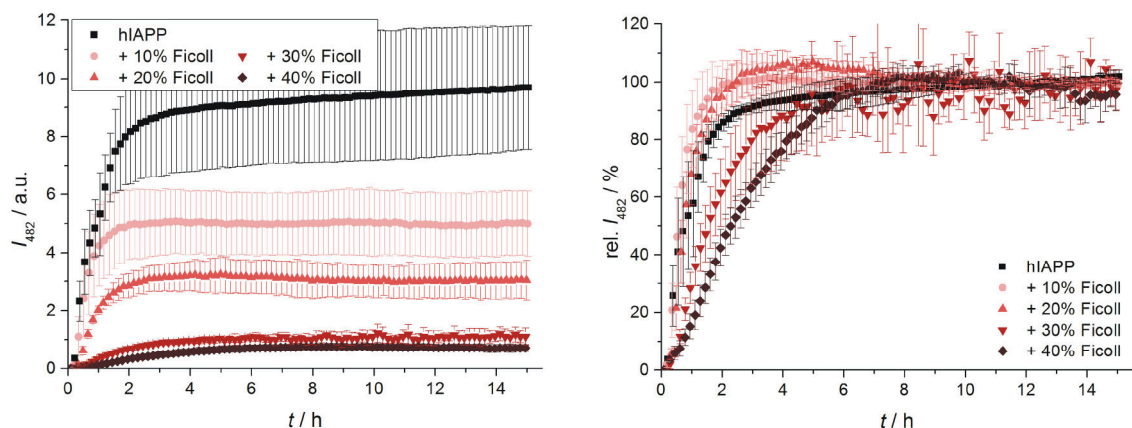 12
10
8
6
4
2
0
I482 / a.u.
hIAPP
+ 10% Ficoll + 30% Ficoll
+ 20% Ficoll + 40% Ficoll
0 2 4 6 8 10 12 14
t / h
120
100
80
60
40
20
0
rel. I482 / %
hIAPP
+ 10% Ficoll
+ 20% Ficoll
+ 30% Ficoll
+ 40% Ficoll
0 2 4 6 8 10 12 14
t / h